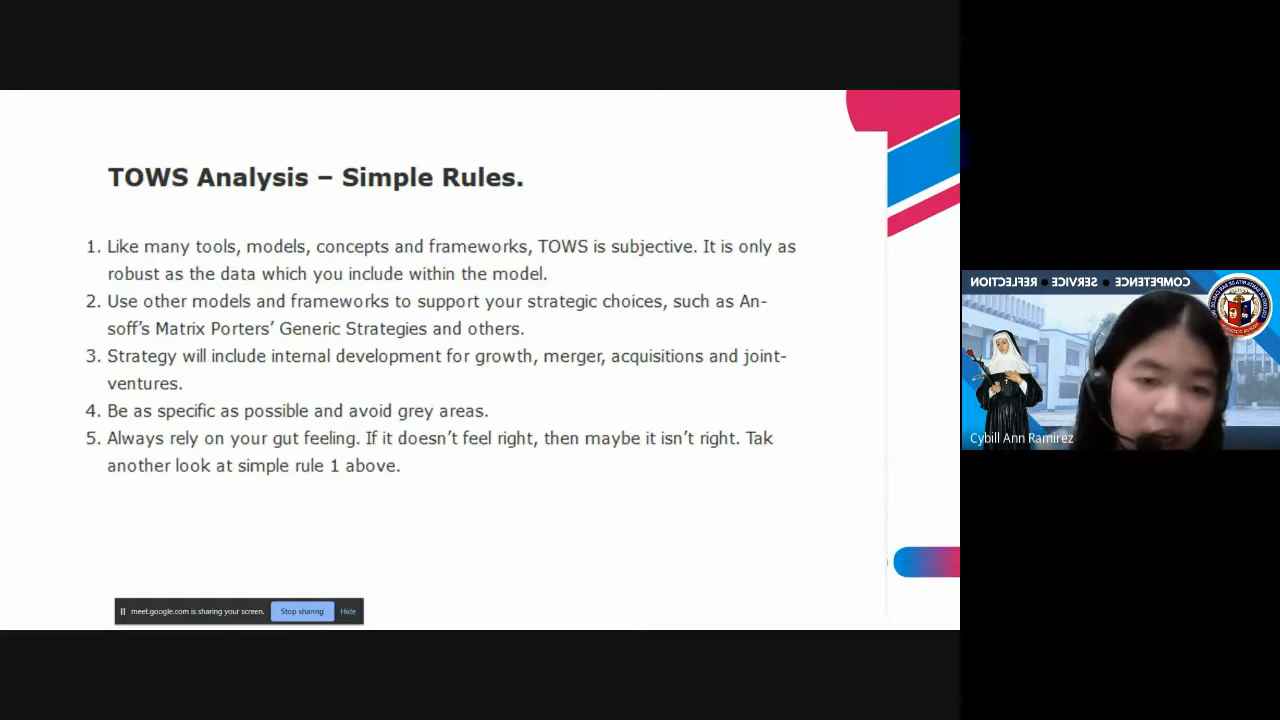 TOWS Analysis – Simple Rules.
1. Like many tools, models, concepts and frameworks, TOWS is subjective. It is only as
robust as the data which you include within the model.
2. Use other models and frameworks to support your strategic choices, such as An-
soff’s Matrix Porters’ Generic Strategies and others.
3. Strategy will include internal development for growth, merger, acquisitions and joint-
ventures.
4. Be as specific as possible and avoid grey areas.
5. Always rely on your gut feeling. If it doesn’t feel right, then maybe it isn’t right. Tak
another look at simple rule 1 above.
meet.google.com is sharing your screen. Stop sharing Hide
COMPETENCE • SERVICE • REFLECTION
Cybill Ann Ramirez